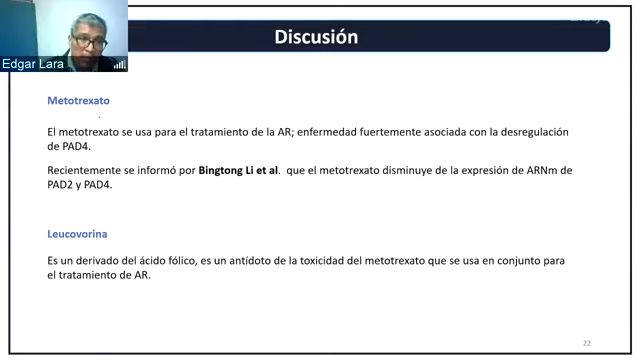 Discusión
Edgar Lara
Metotrexato
El metotrexato se usa para el tratamiento de la AR; enfermedad fuertemente asociada con la desregulación
de PAD4.
Recientemente se informó por Bingtong Li et al.  que el metotrexato disminuye de la expresión de ARNm de
PAD2 y PAD4.
Leucovorina
Es un derivado del ácido fólico, es un antídoto de la toxicidad del metotrexato que se usa en conjunto para
el tratamiento de AR.
22